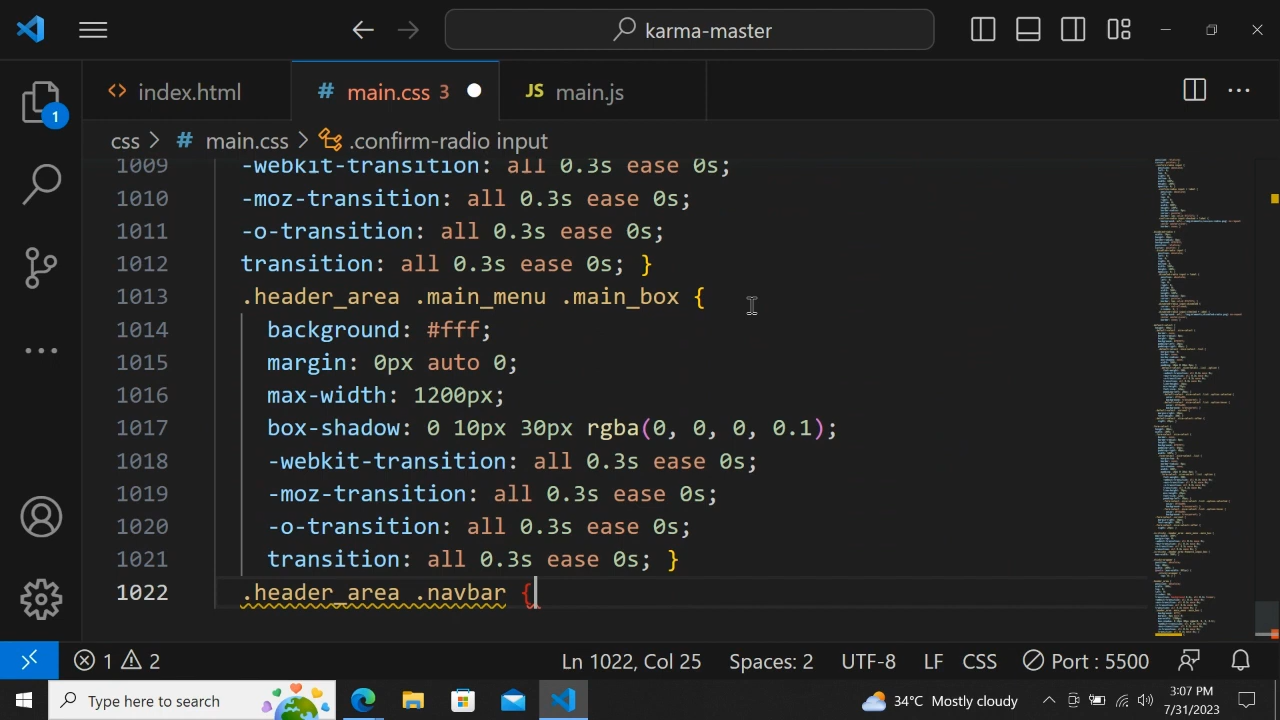 karma-master
index.html
main.css 3
JS main.js
1
css > # main.css > .confirm-radio input
1009 -webkit-transition: all 0.3s ease 0s;
1010 -moz-transition: all 0.3s ease 0s;
1011 -o-transition: all 0.3s ease 0s;
1012 transition: all 0.3s ease 0s; }
1013 .header_area .main_menu .main_box {
1014 background: #fff;
1015 margin: 0px auto 0;
1016 max-width: 1200px;
1017 box-shadow: 0 10px 30px rgba(0, 0, 0, 0.1);
1018 -webkit-transition: all 0.3s ease 0s;
1019 -moz-transition: all 0.3s ease 0s;
1020 -o-transition: all 0.3s ease 0s;
1021 transition: all 0.3s ease 0s; }
1022 .header_area .navbar {
1 2 Ln 1022, Col 25 Spaces: 2 UTF-8 LF CSS Port : 5500
Type here to search 34°C Mostly cloudy 3:07 PM
7/31/2023